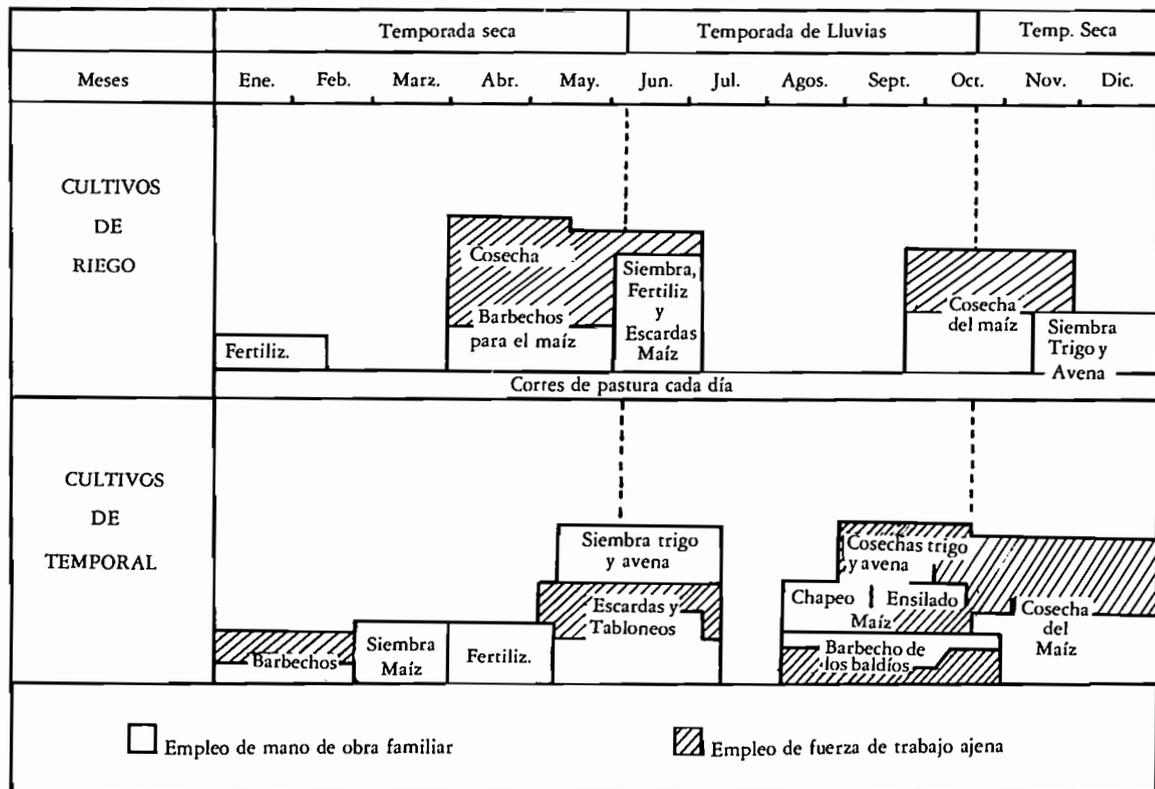 Temporada seca Temporada de Lluvias Temp. Seca
Meses Ene. Feb. Marz. Abr. May. Jun. Jul. Agos. Sept. Oct. Nov. Dic.
CULTIVOS
DE
RIEGO
Fertiliz.
Cosecha
Barbechos
para el maíz
Siembra,
Fertiliz
y
Escardas
Maíz
Cosecha
del maíz
Siembra
Trigo y
Avena
Cortes de pastura cada día
CULTIVOS
DE
TEMPORAL
Barbechos
Siembra
Maíz
Fertiliz.
Siembra trigo
y avena
Escardas y
Tabloneos
Cosechas trigo
y avena
Chapeo Ensilado
Maíz
Barbecho de
los baldíos
Cosecha
del
Maíz
Empleo de mano de obra familiar
Empleo de fuerza de trabajo ajena